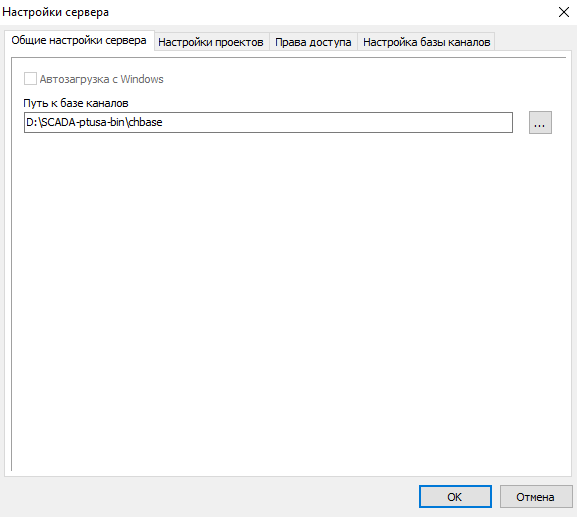 Настройки сервера
Общие настройки сервера Настройки проектов Права доступа Настройка базы каналов
Автозагрузка с Windows
Путь к базе каналов
D:\SCADA-ptusa-bin\chbase
...
OK Отмена